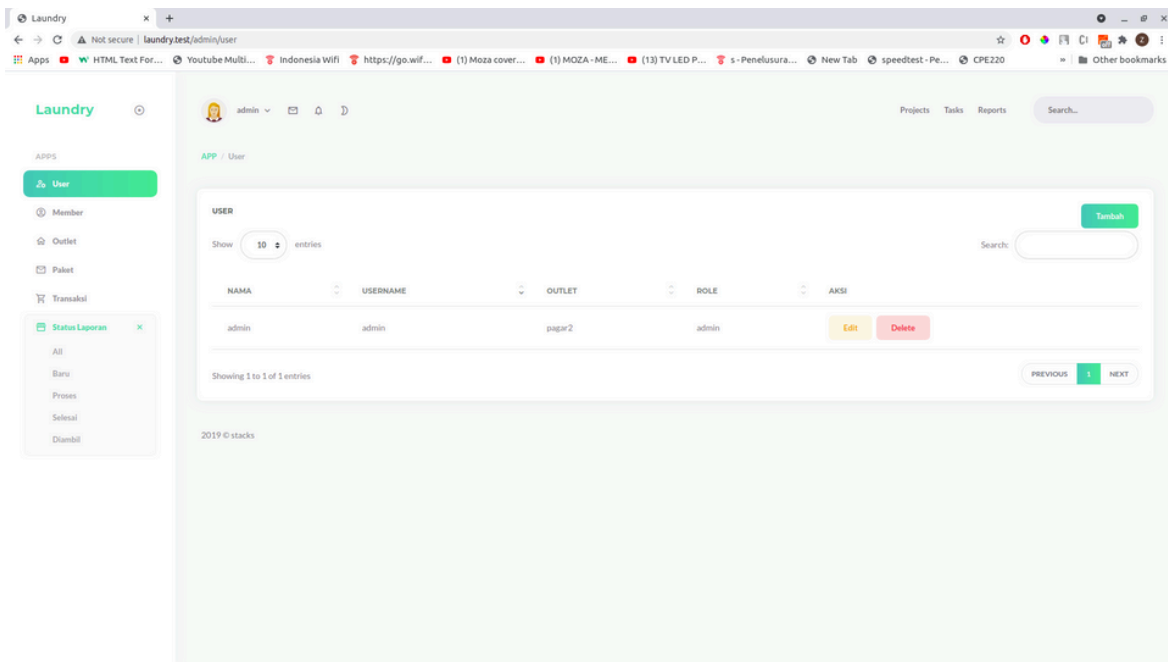 Laundry
Not secure | laundry.test/admin/user
Apps HTML Text For... Youtube Multi... Indonesia Wifi https://go.wif... (1) Moza cover... (1) MOZA - ME... (13) TV LED P... s - Penelusura... New Tab speedtest - Pe... CPE220 » Other bookmarks
Laundry admin Projects Tasks Reports Search...
APPS
APP / User
User
Member
Outlet
Paket
Transaksi
Status Laporan ×
All
Baru
Proses
Selesai
Diambil
USER Tambah
Show 10 entries Search:
NAMA USERNAME OUTLET ROLE AKSI
admin admin pagar2 admin Edit Delete
Showing 1 to 1 of 1 entries PREVIOUS 1 NEXT
2019 © stacks